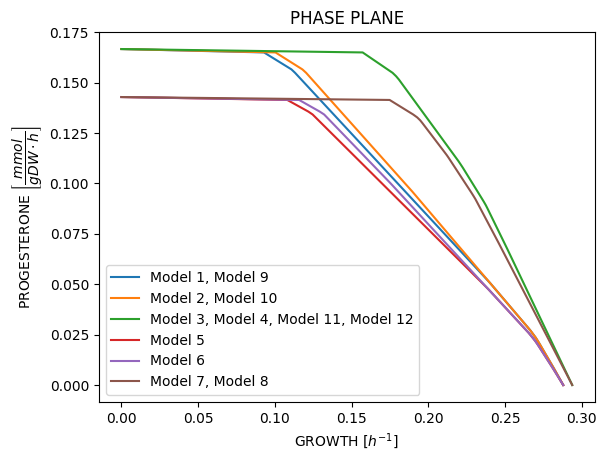 PHASE PLANE
PROGESTERONE [mmol / gDW · h]
0.175
0.150
0.125
0.100
0.075
0.050
0.025
0.000
Model 1, Model 9
Model 2, Model 10
Model 3, Model 4, Model 11, Model 12
Model 5
Model 6
Model 7, Model 8
0.00 0.05 0.10 0.15 0.20 0.25 0.30
GROWTH [h⁻¹]